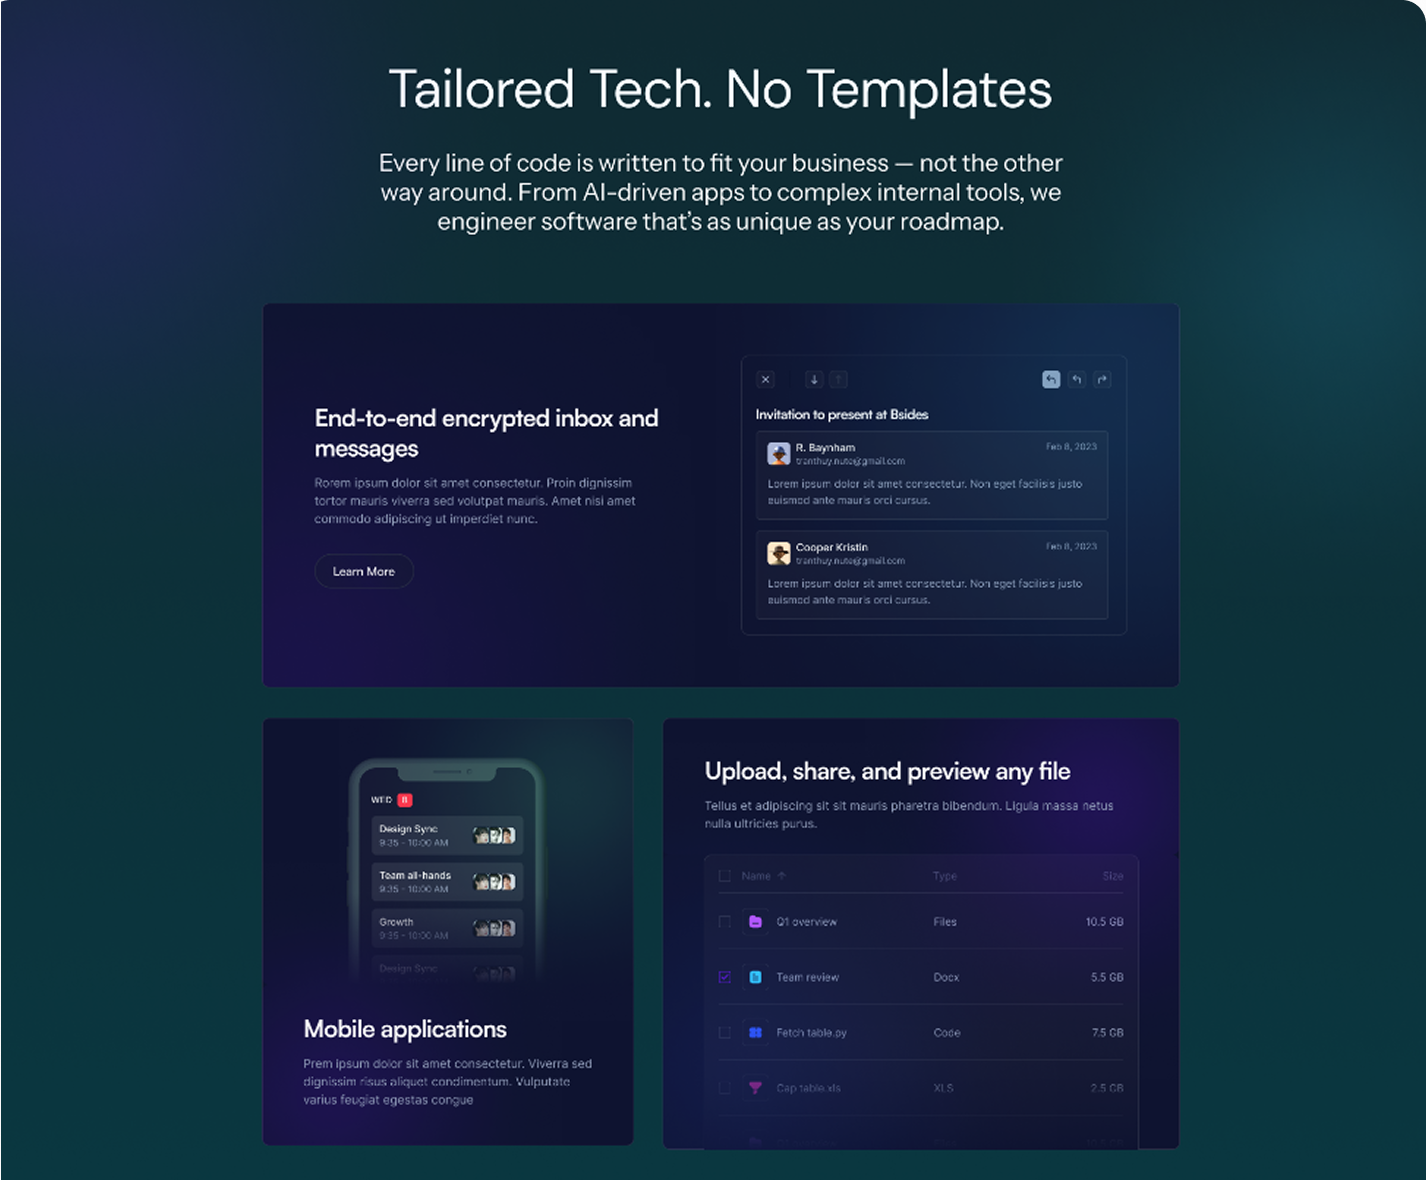 Tailored Tech. No Templates
Every line of code is written to fit your business — not the other
way around. From AI-driven apps to complex internal tools, we
engineer software that's as unique as your roadmap.
End-to-end encrypted inbox and
messages
Rorem ipsum dolor sit amet consectetur. Proin dignissim
tortor mauris viverra sed volutpat mauris. Amet nisi amet
commodo adipiscing ut imperdiet nunc.
Learn More
Invitation to present at Bsides
R. Baynham
Feb 8, 2023
tranthuy.nute@gmail.com
Lorem ipsum dolor sit amet consectetur. Non eget facilisis justo
euismod ante mauris orci cursus.
Cooper Kristin
Feb 8, 2023
tranthuy.nute@gmail.com
Lorem ipsum dolor sit amet consectetur. Non eget facilisis justo
euismod ante mauris orci cursus.
WED
Design Sync
9:35 - 10:00 AM
Team all-hands
9:35 - 10:00 AM
Growth
9:35 - 10:00 AM
Design Sync
Mobile applications
Prem ipsum dolor sit amet consectetur. Viverra sed
dignissim risus aliquet condimentum. Vulputate
varius feugiat egestas congue
Upload, share, and preview any file
Tellus et adipiscing sit sit mauris pharetra bibendum. Ligula massa netus
nulla ultricies purus.
Name Type Size
Q1 overview Files 10.5 GB
Team review Docx 5.5 GB
Fetch table.py Code 7.5 GB
Cap table.xls XLS 2.5 GB